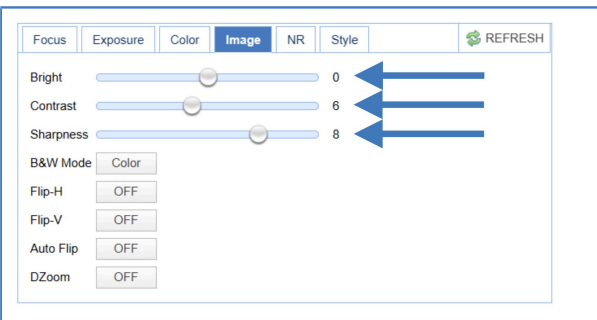 Focus Exposure Color Image NR Style REFRESH
Bright 0
Contrast 6
Sharpness 8
B&W Mode Color
Flip-H OFF
Flip-V OFF
Auto Flip OFF
DZoom OFF